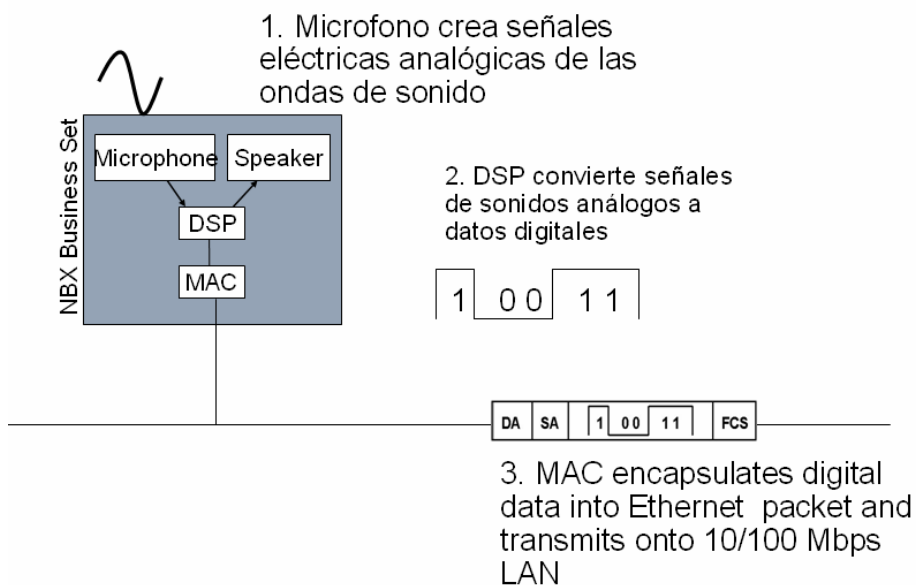 1. Microfono crea señales
eléctricas analógicas de las
ondas de sonido
NBX Business Set
Microphone
Speaker
DSP
MAC
2. DSP convierte señales
de sonidos análogos a
datos digitales
1 0 0 1 1
DA SA 1 0 0 1 1 FCS
3. MAC encapsulates digital
data into Ethernet packet and
transmits onto 10/100 Mbps
LAN